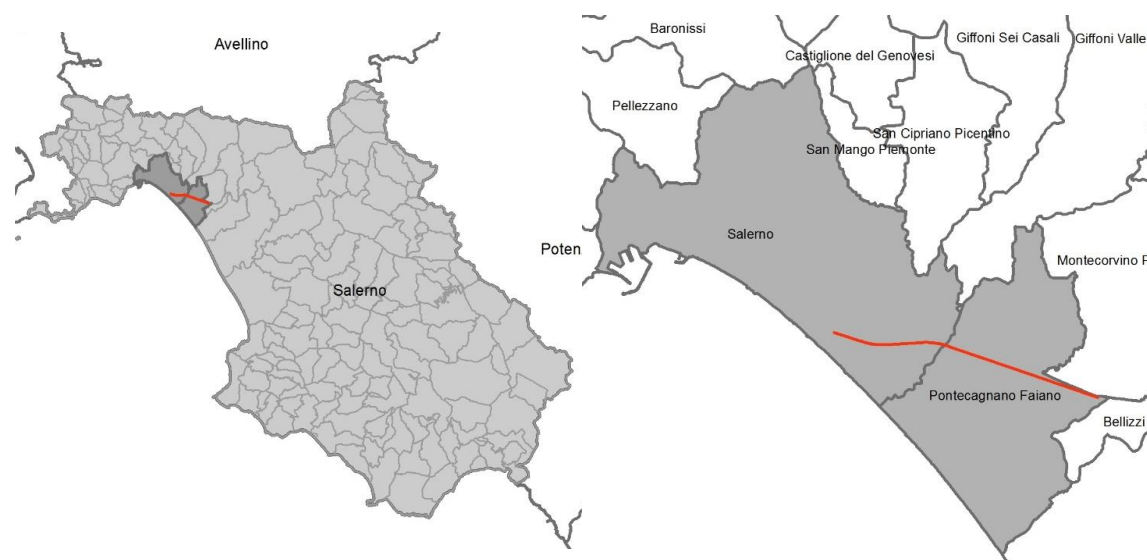 Avellino
Salerno
Poten
Baronissi
Giffoni Sei Casali
Giffoni Valle
Castiglione del Genovesi
Pellezzano
San Cipriano Picentino
San Mango Piemonte
Salerno
Montecorvino P
Pontecagnano Faiano
Bellizzi